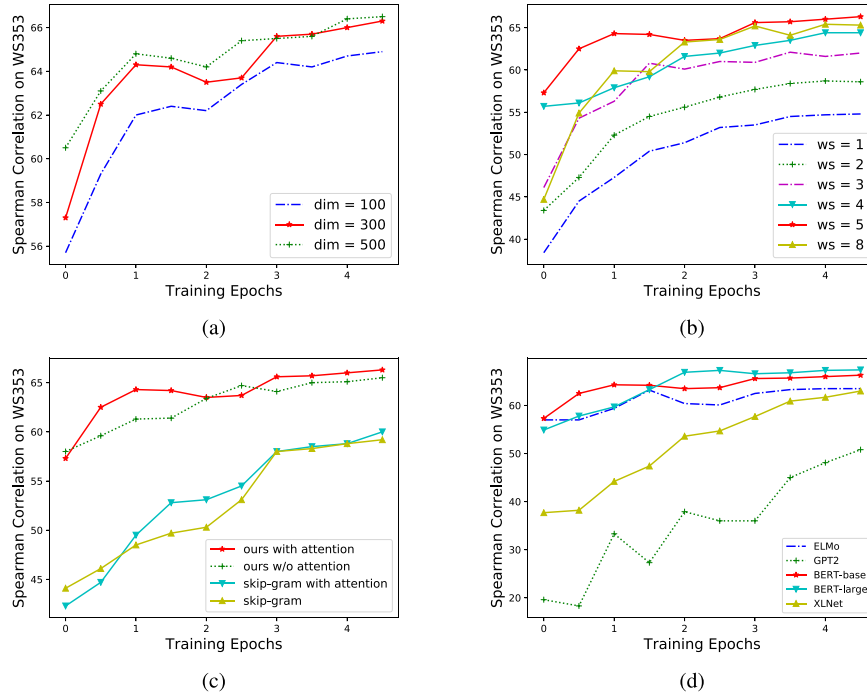 66
64
62
60
58
56
0
1
2
3
4
Spearman Correlation on WS353
Training Epochs
dim = 100
dim = 300
dim = 500
(a)
65
60
55
50
45
40
0
1
2
3
4
Spearman Correlation on WS353
Training Epochs
ws = 1
ws = 2
ws = 3
ws = 4
ws = 5
ws = 8
(b)
65
60
55
50
45
0
1
2
3
4
Spearman Correlation on WS353
Training Epochs
ours with attention
ours w/o attention
skip-gram with attention
skip-gram
(c)
60
50
40
30
20
0
1
2
3
4
Spearman Correlation on WS353
Training Epochs
ELMo
GPT2
BERT-base
BERT-large
XLNet
(d)